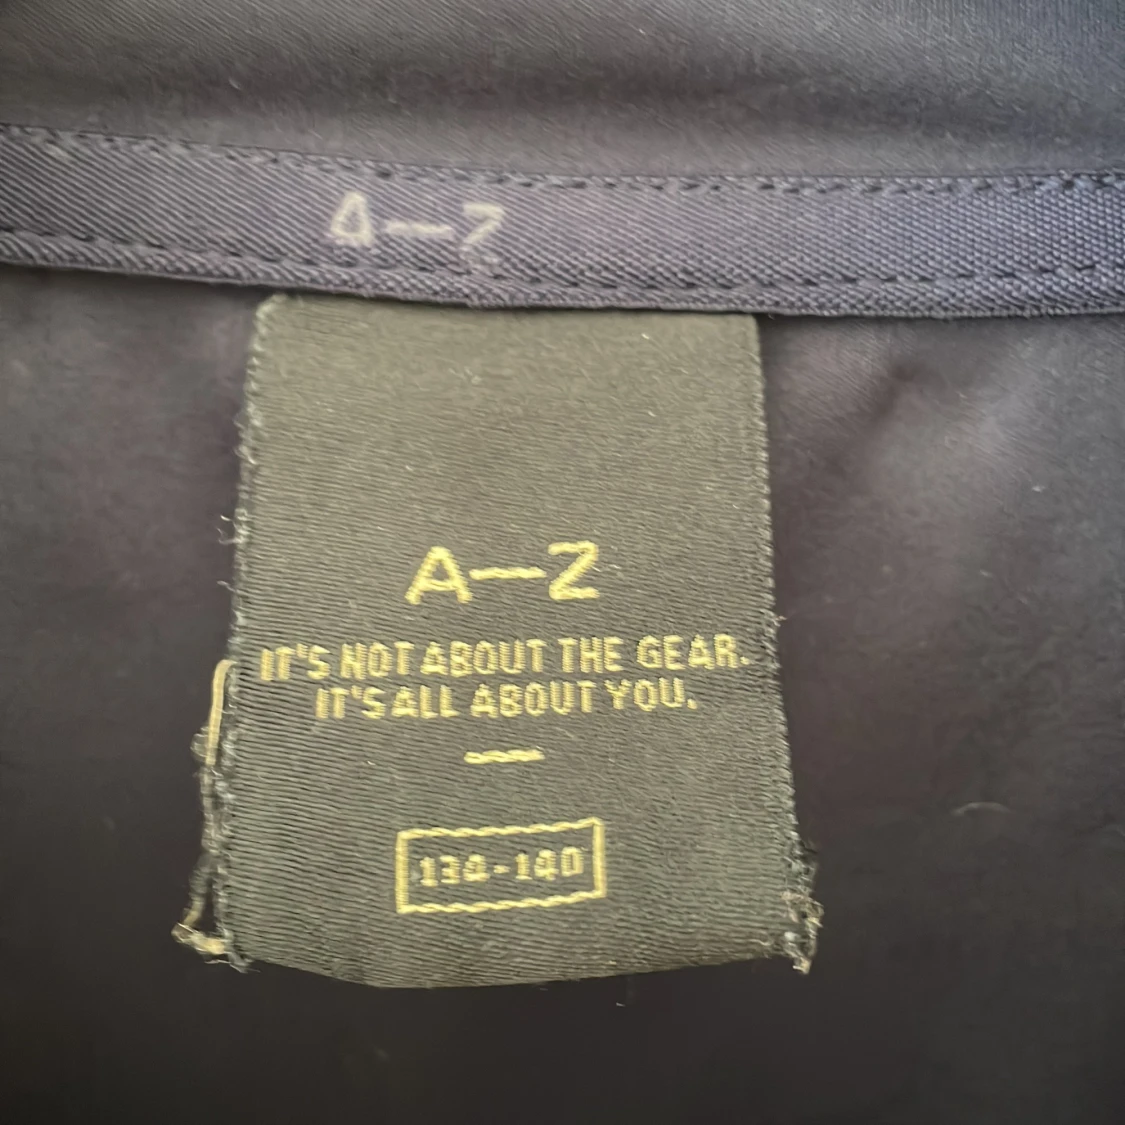 A—Z
A—Z
IT'S NOT ABOUT THE GEAR.
IT'S ALL ABOUT YOU.
134-140